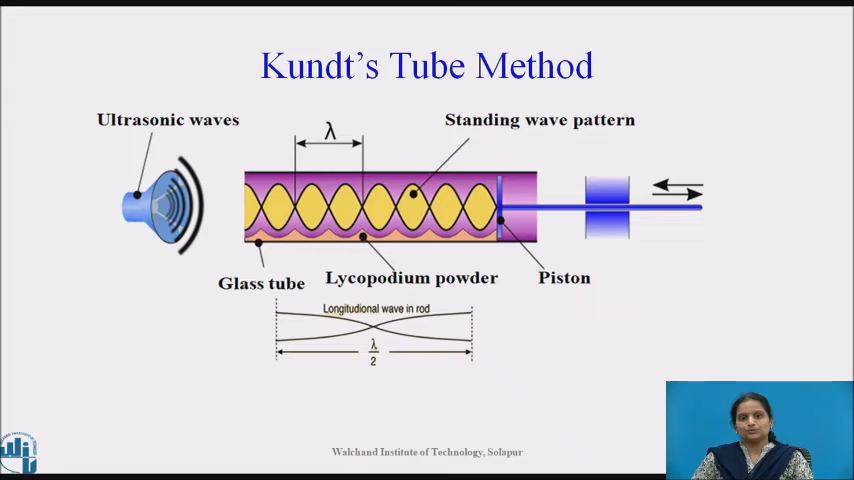 Kundt's Tube Method
Ultrasonic waves
λ
Standing wave pattern
Glass tube
Lycopodium powder
Piston
Longitudional wave in rod
λ
2
Walchand Institute of Technology, Solapur